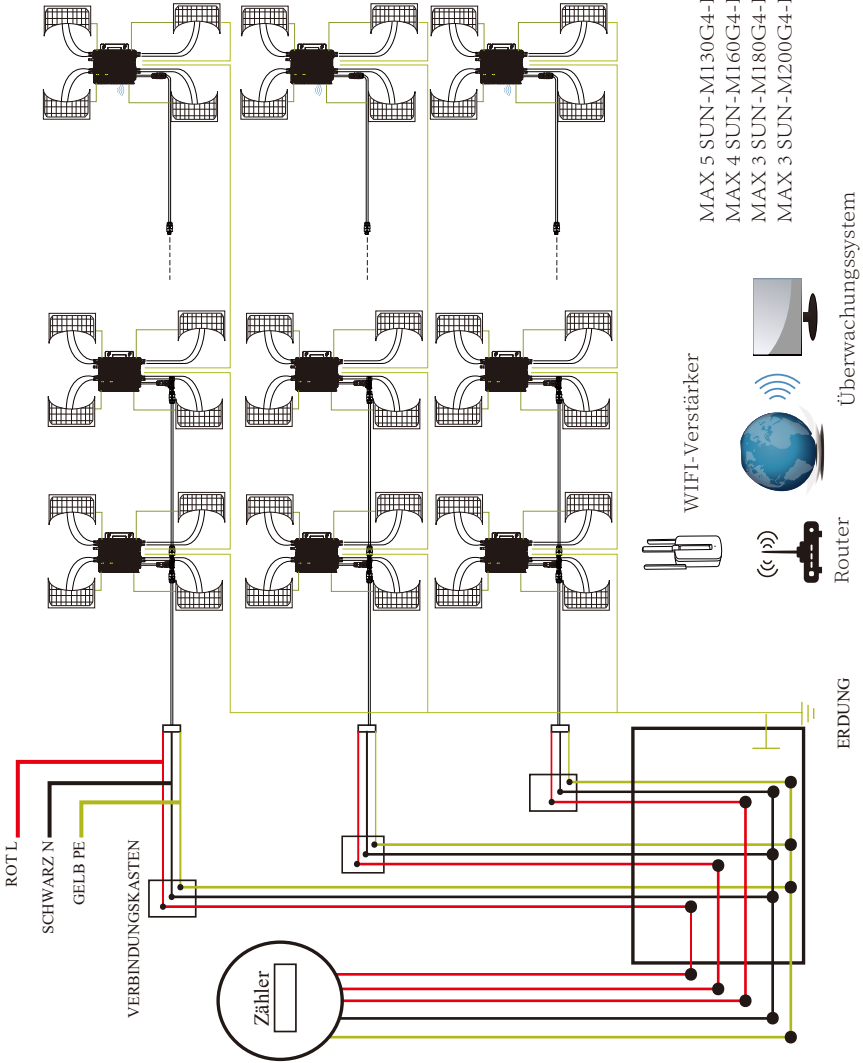 ROT L
SCHWARZ N
GELB PE
VERBINDUNGSKASTEN
Zähler
ERDUNG
WIFI-Verstärker
Router
Überwachungssystem
MAX 5 SUN-M130G4-
MAX 4 SUN-M160G4-
MAX 3 SUN-M180G4-
MAX 3 SUN-M200G4-